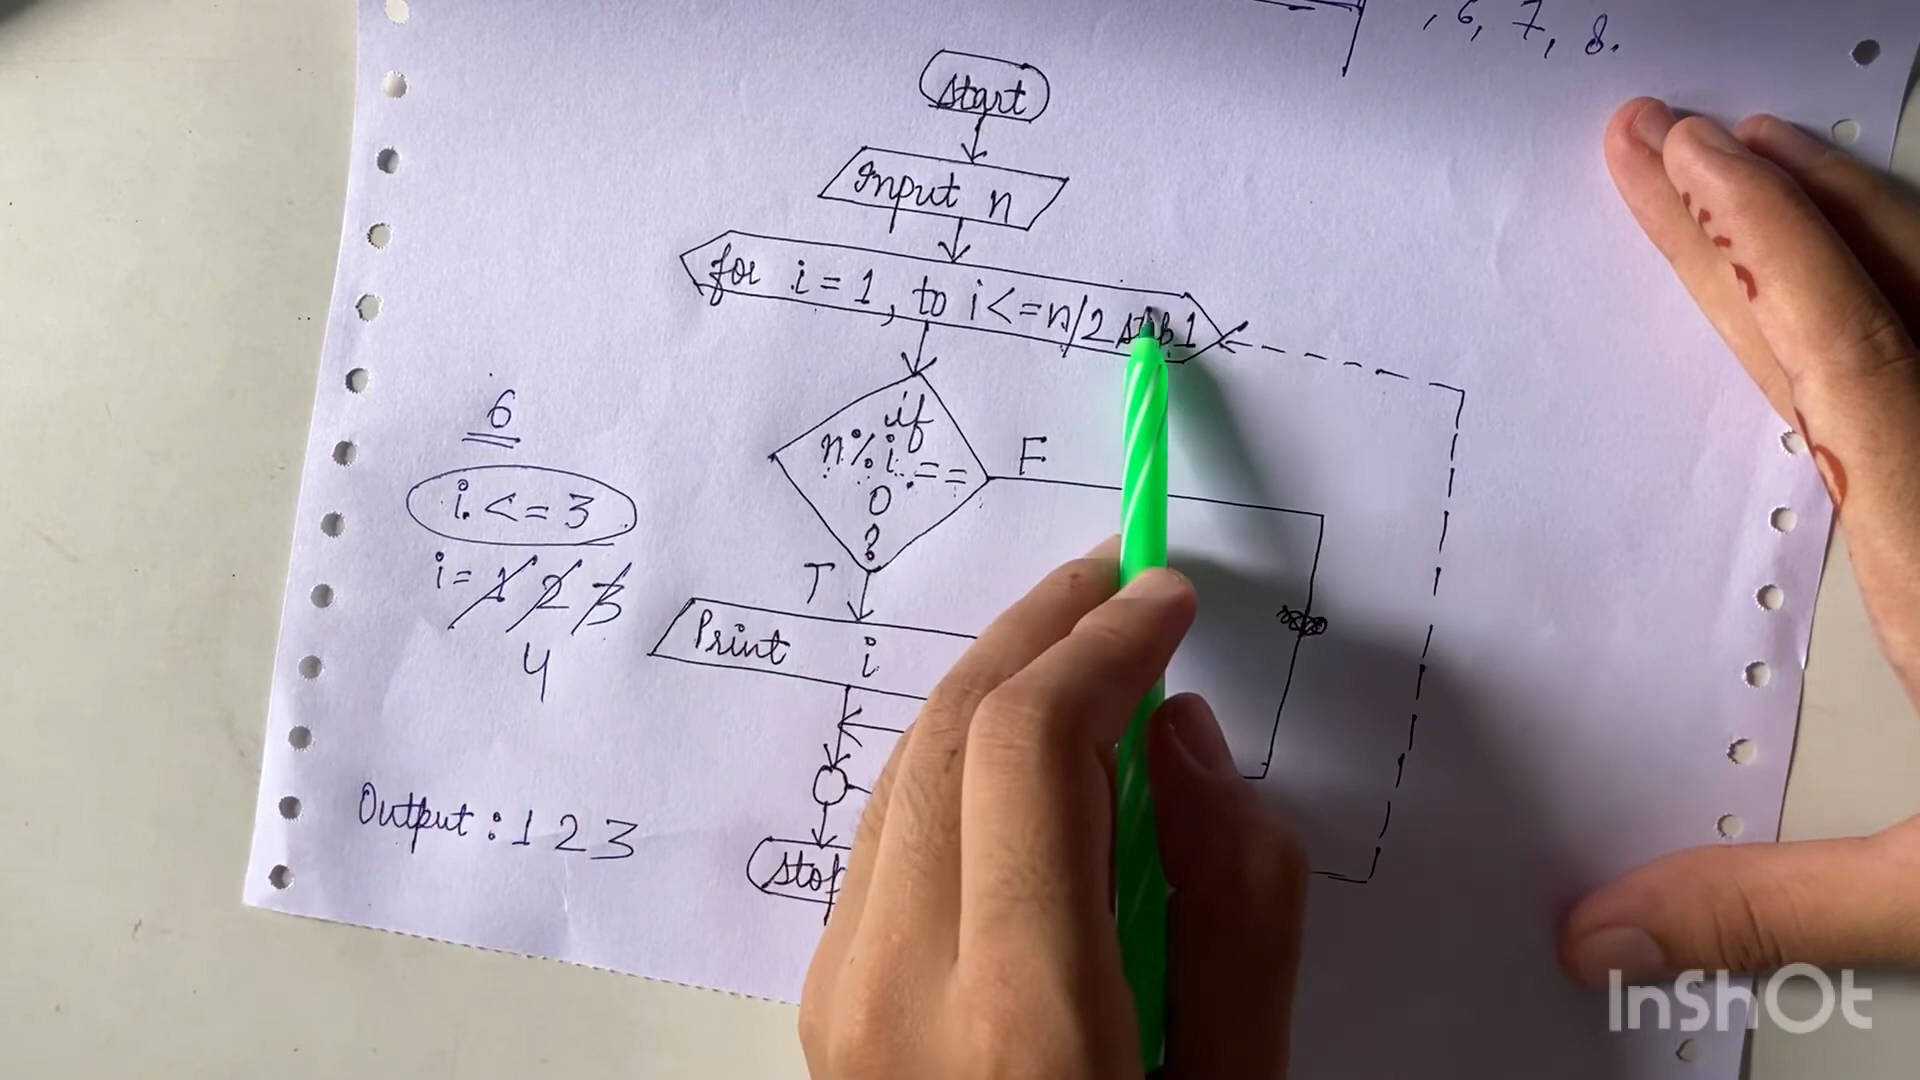 , 6, 7, 8.
start
Input n
for i = 1, to i <= n/2 step 1
if
n % i ==
0
?
F
T
Print i
stop
6
i <= 3
i = 1 2 3
4
Output : 1 2 3
InShOt